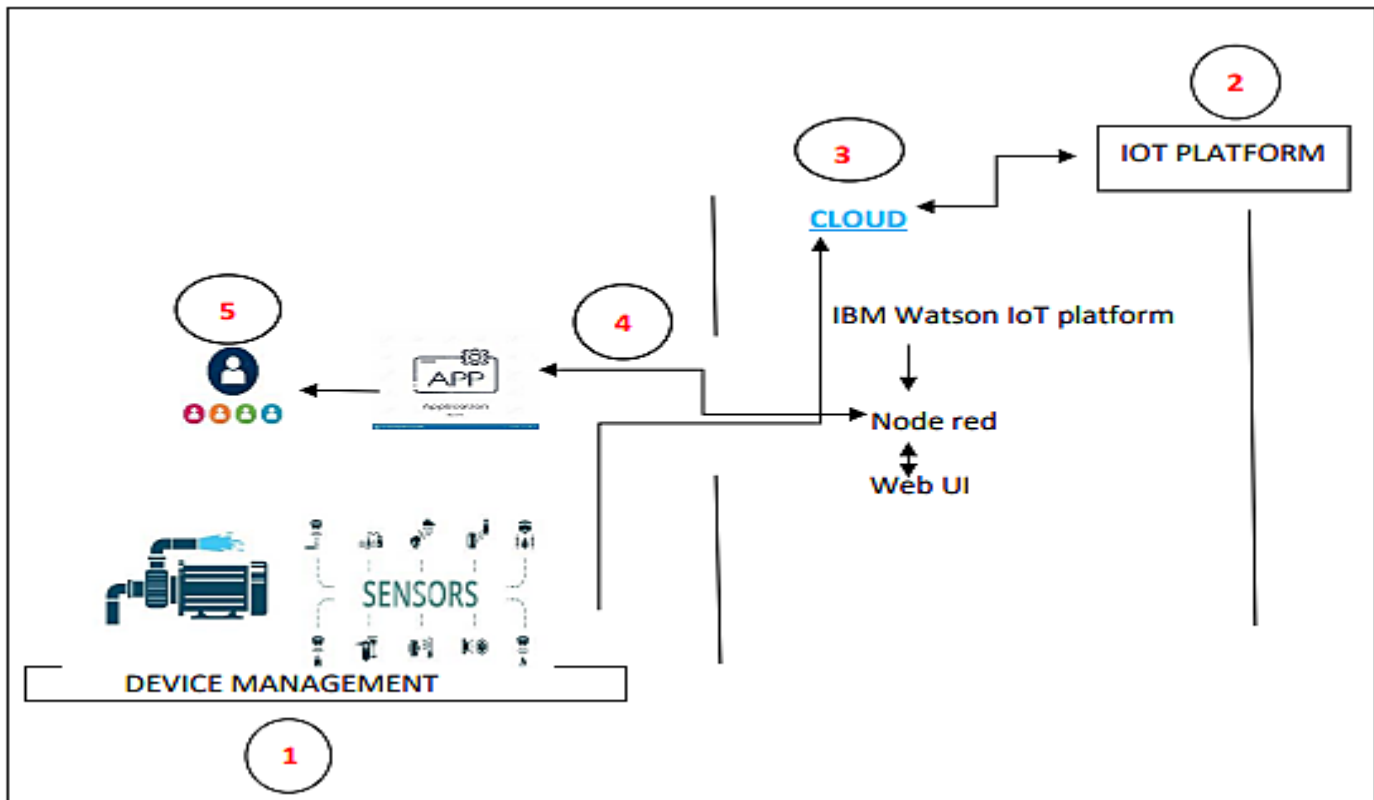 2
IOT PLATFORM
3
CLOUD
5
4
IBM Watson IoT platform
APP
Application
Node red
Web UI
SENSORS
DEVICE MANAGEMENT
1